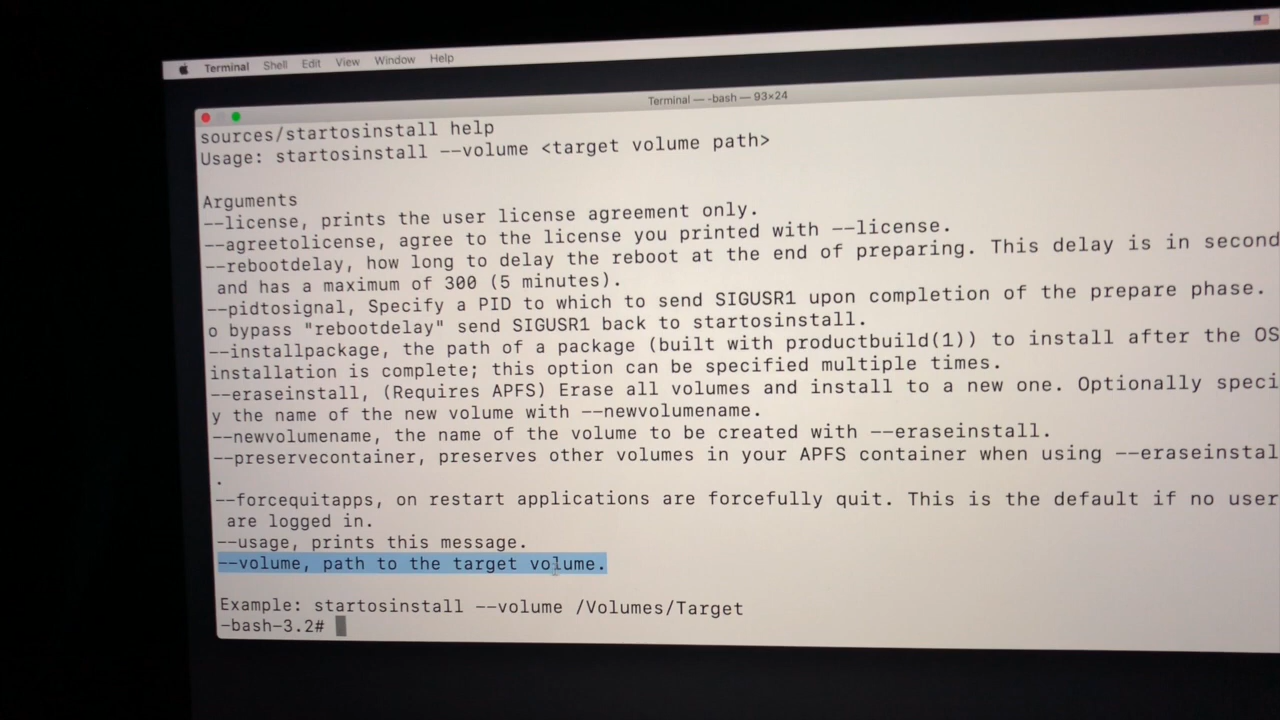 Terminal Shell Edit View Window Help
Terminal — -bash — 93×24
sources/startosinstall help
Usage: startosinstall --volume <target volume path>
Arguments
--license, prints the user license agreement only.
--agreetolicense, agree to the license you printed with --license.
--rebootdelay, how long to delay the reboot at the end of preparing. This delay is in second
and has a maximum of 300 (5 minutes).
--pidtosignal, Specify a PID to which to send SIGUSR1 upon completion of the prepare phase.
o bypass "rebootdelay" send SIGUSR1 back to startosinstall.
--installpackage, the path of a package (built with productbuild(1)) to install after the OS
installation is complete; this option can be specified multiple times.
--eraseinstall, (Requires APFS) Erase all volumes and install to a new one. Optionally speci
y the name of the new volume with --newvolumename.
--newvolumename, the name of the volume to be created with --eraseinstall.
--preservecontainer, preserves other volumes in your APFS container when using --eraseinstal
.
--forcequitapps, on restart applications are forcefully quit. This is the default if no user
are logged in.
--usage, prints this message.
--volume, path to the target volume.
Example: startosinstall --volume /Volumes/Target
-bash-3.2#